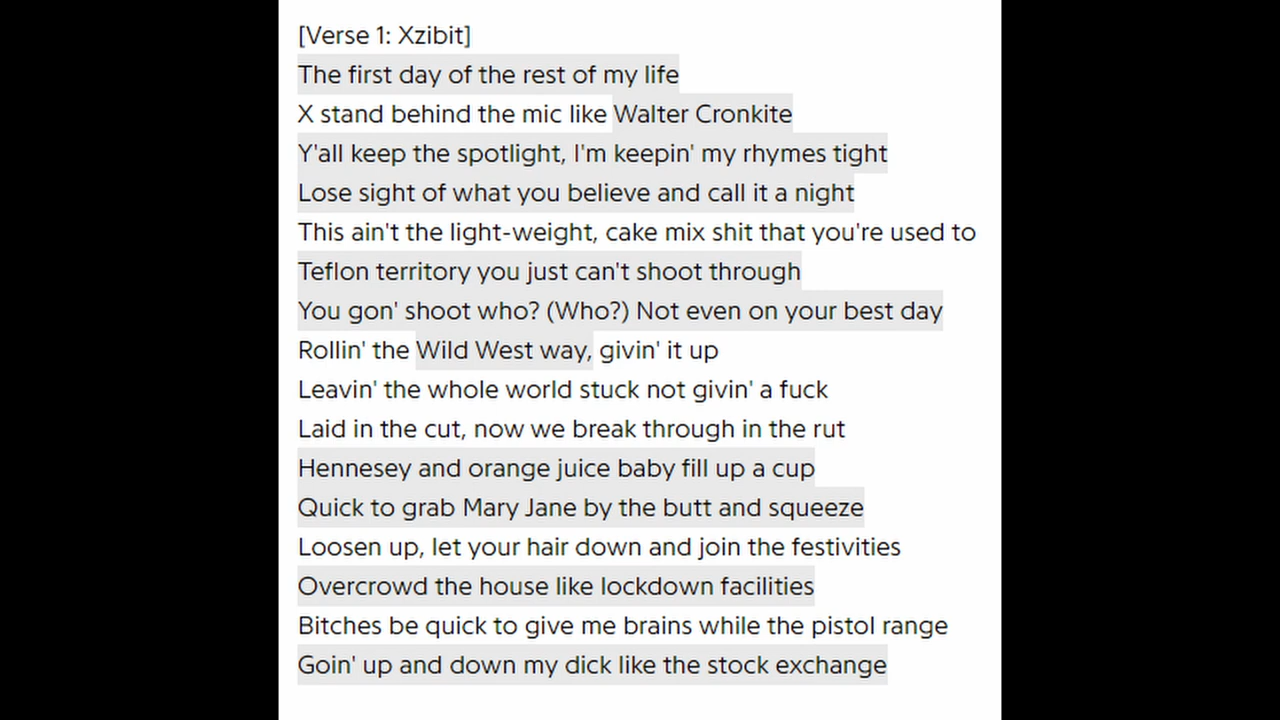 [Verse 1: Xzibit]
The first day of the rest of my life
X stand behind the mic like Walter Cronkite
Y'all keep the spotlight, I'm keepin' my rhymes tight
Lose sight of what you believe and call it a night
This ain't the light-weight, cake mix shit that you're used to
Teflon territory you just can't shoot through
You gon' shoot who? (Who?) Not even on your best day
Rollin' the Wild West way, givin' it up
Leavin' the whole world stuck not givin' a fuck
Laid in the cut, now we break through in the rut
Hennesey and orange juice baby fill up a cup
Quick to grab Mary Jane by the butt and squeeze
Loosen up, let your hair down and join the festivities
Overcrowd the house like lockdown facilities
Bitches be quick to give me brains while the pistol range
Goin' up and down my dick like the stock exchange